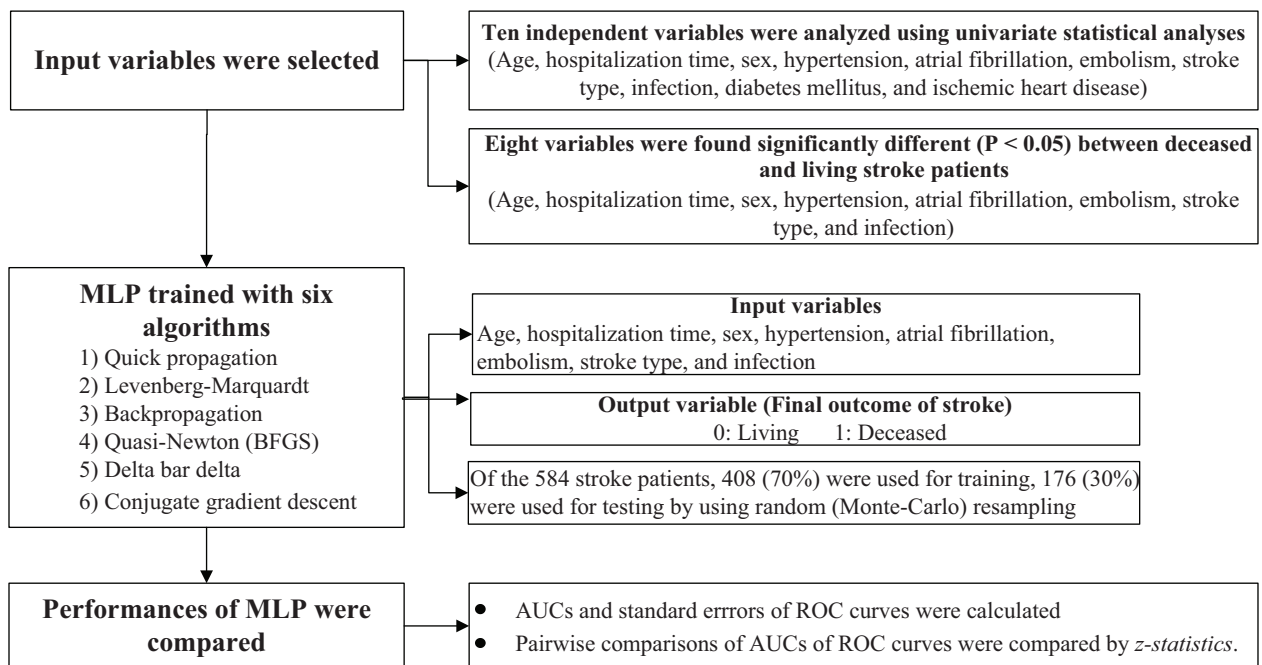 Input variables were selected
Ten independent variables were analyzed using univariate statistical analyses
(Age, hospitalization time, sex, hypertension, atrial fibrillation, embolism, stroke
type, infection, diabetes mellitus, and ischemic heart disease)
Eight variables were found significantly different (P < 0.05) between deceased
and living stroke patients
(Age, hospitalization time, sex, hypertension, atrial fibrillation, embolism, stroke
type, and infection)
MLP trained with six
algorithms
1) Quick propagation
2) Levenberg-Marquardt
3) Backpropagation
4) Quasi-Newton (BFGS)
5) Delta bar delta
6) Conjugate gradient descent
Input variables
Age, hospitalization time, sex, hypertension, atrial fibrillation,
embolism, stroke type, and infection
Output variable (Final outcome of stroke)
0: Living 1: Deceased
Of the 584 stroke patients, 408 (70%) were used for training, 176 (30%)
were used for testing by using random (Monte-Carlo) resampling
Performances of MLP were
compared
• AUCs and standard errrors of ROC curves were calculated
• Pairwise comparisons of AUCs of ROC curves were compared by z-statistics.